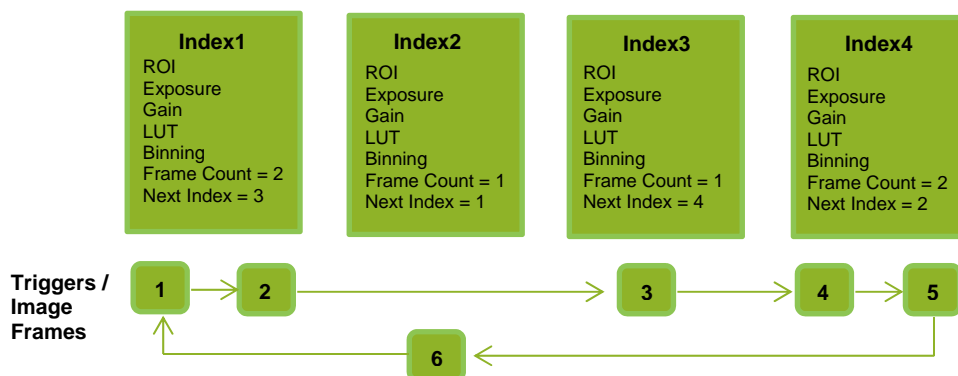 Index1
ROI
Exposure
Gain
LUT
Binning
Frame Count = 2
Next Index = 3
Index2
ROI
Exposure
Gain
LUT
Binning
Frame Count = 1
Next Index = 1
Index3
ROI
Exposure
Gain
LUT
Binning
Frame Count = 1
Next Index = 4
Index4
ROI
Exposure
Gain
LUT
Binning
Frame Count = 2
Next Index = 2
Triggers /
Image
Frames
1
2
3
4
5
6